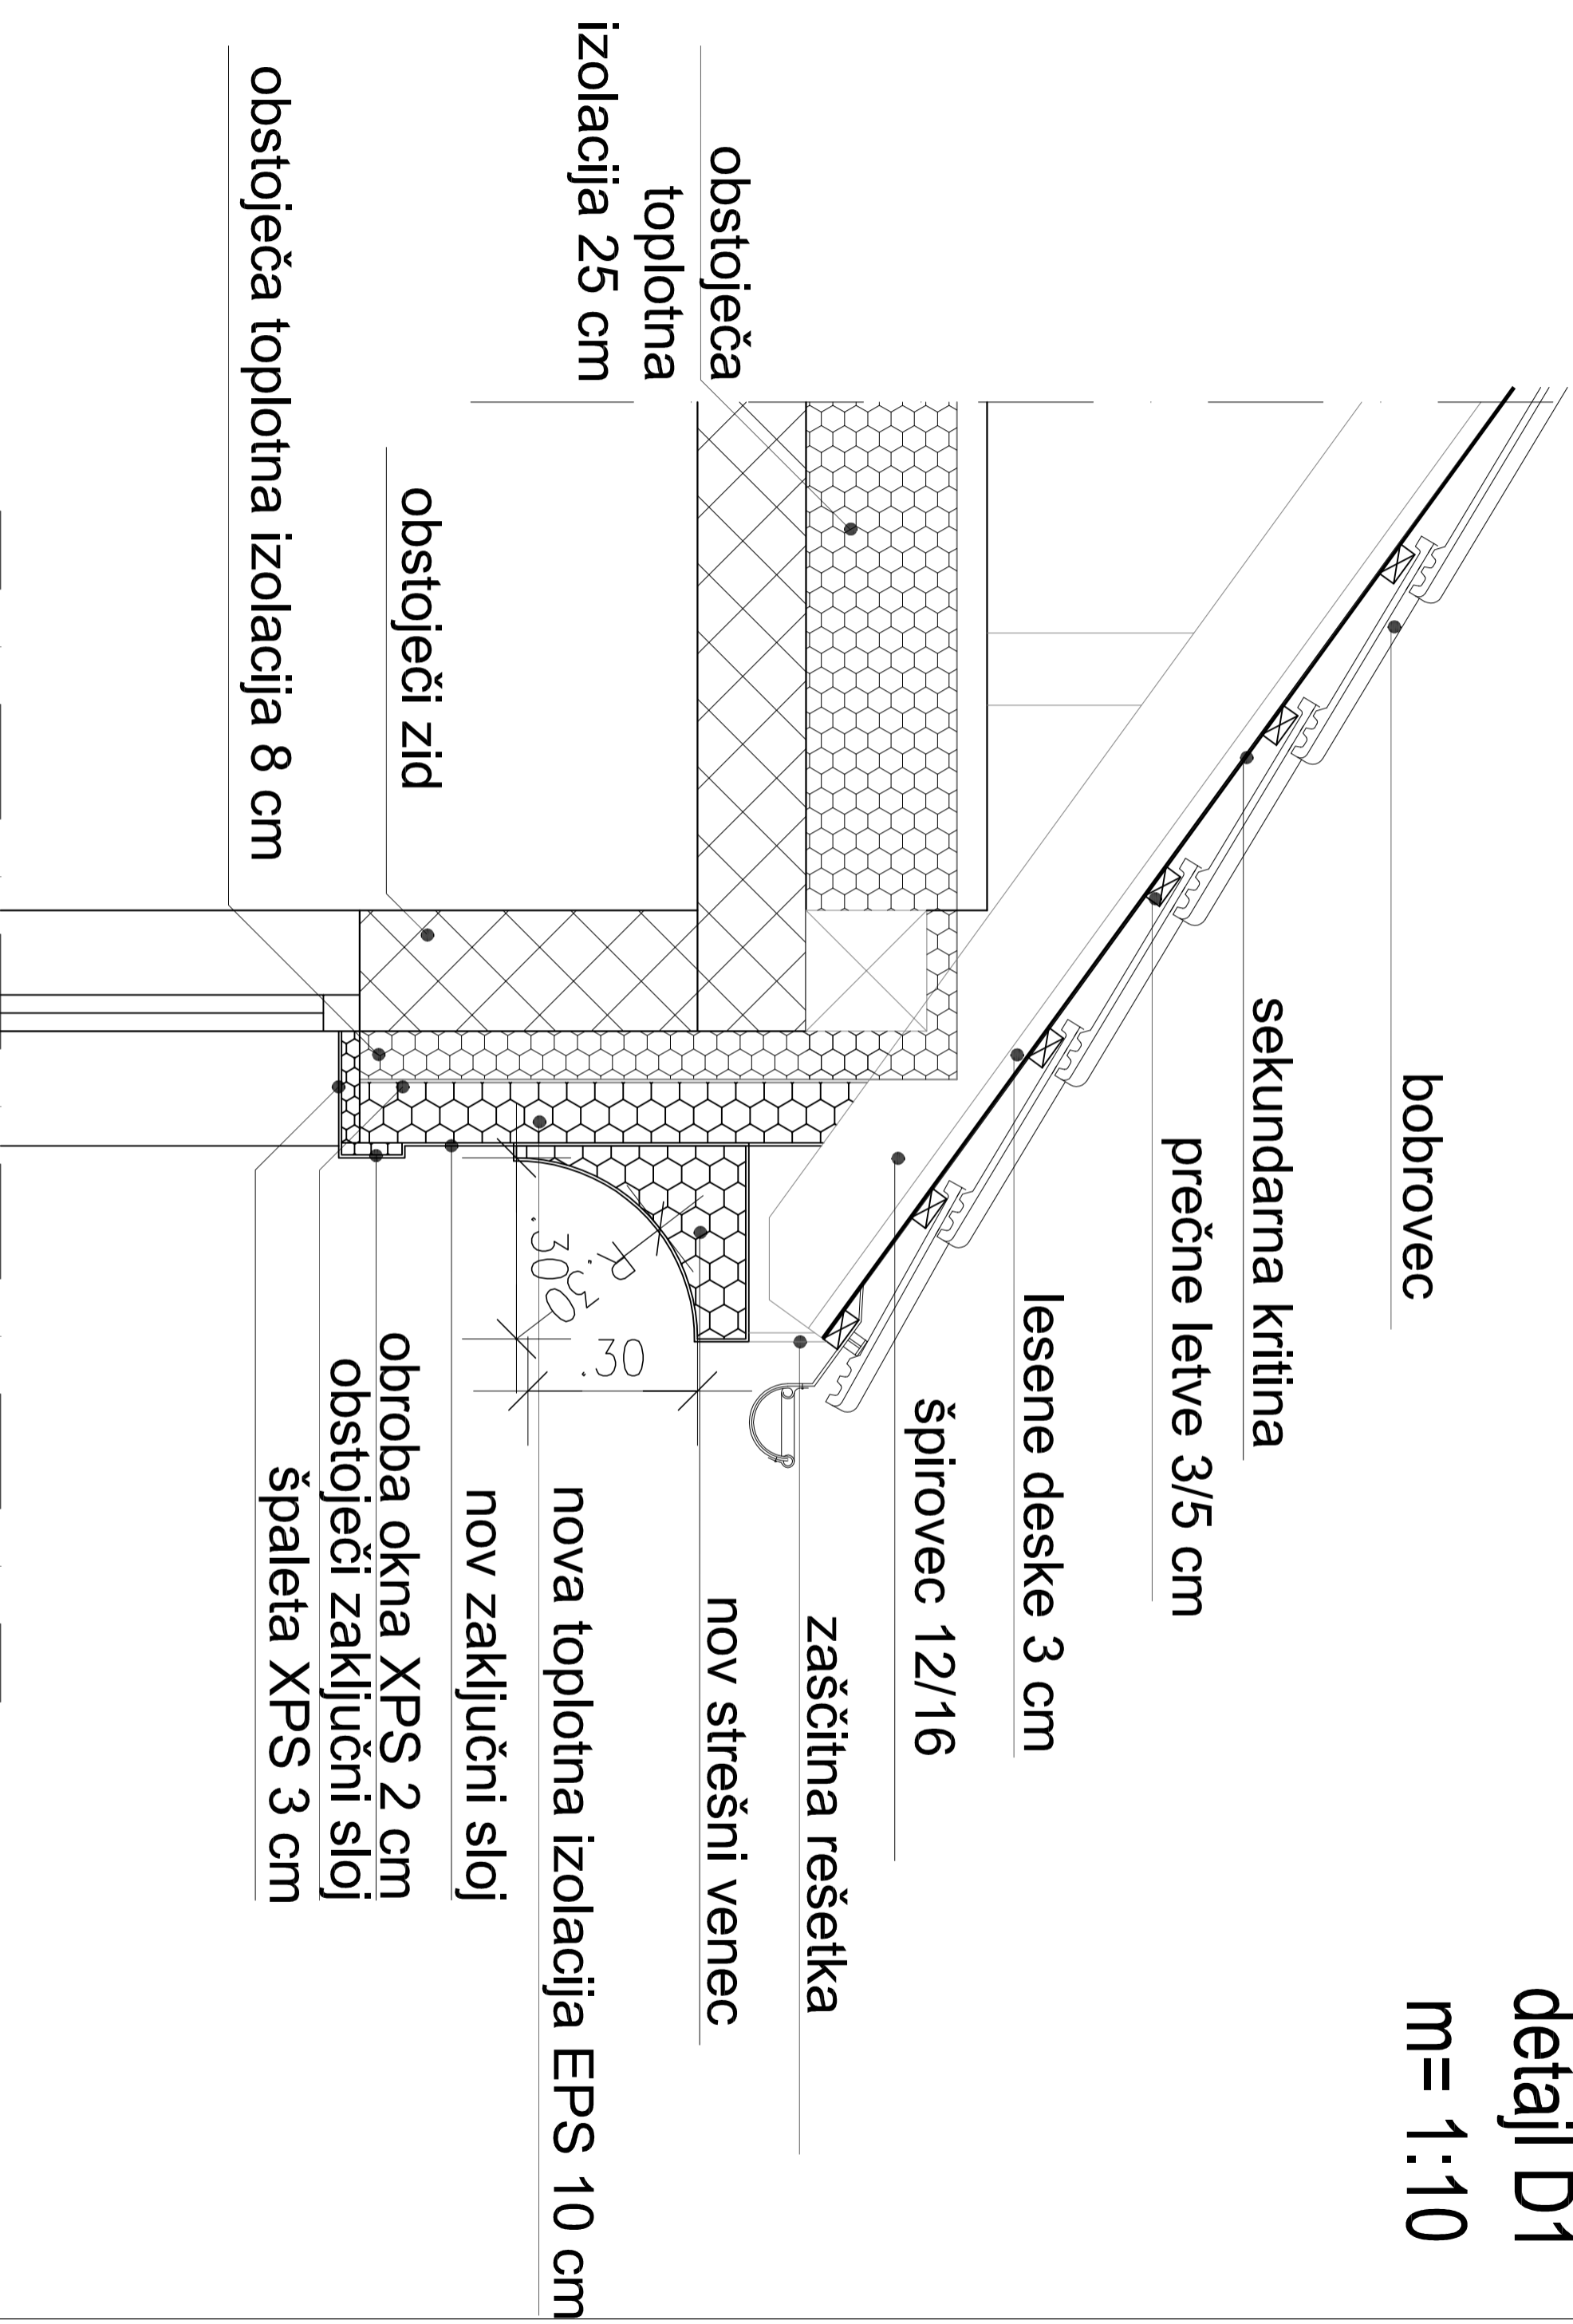 detajl D1
m= 1:10
bobrovec
sekundarna kritina
prečne letve 3/5 cm
lesene deske 3 cm
špirovec 12/16
zaščitna rešetka
nov strešni venec
nova toplotna izolacija EPS 10 cm
nov zaključni sloj
obroba okna XPS 2 cm
obstoječi zaključni sloj
špaleta XPS 3 cm
obstoječa
toplotna
izolacija 25 cm
obstoječi zid
obstoječa toplotna izolacija 8 cm
.30
R .30
.30